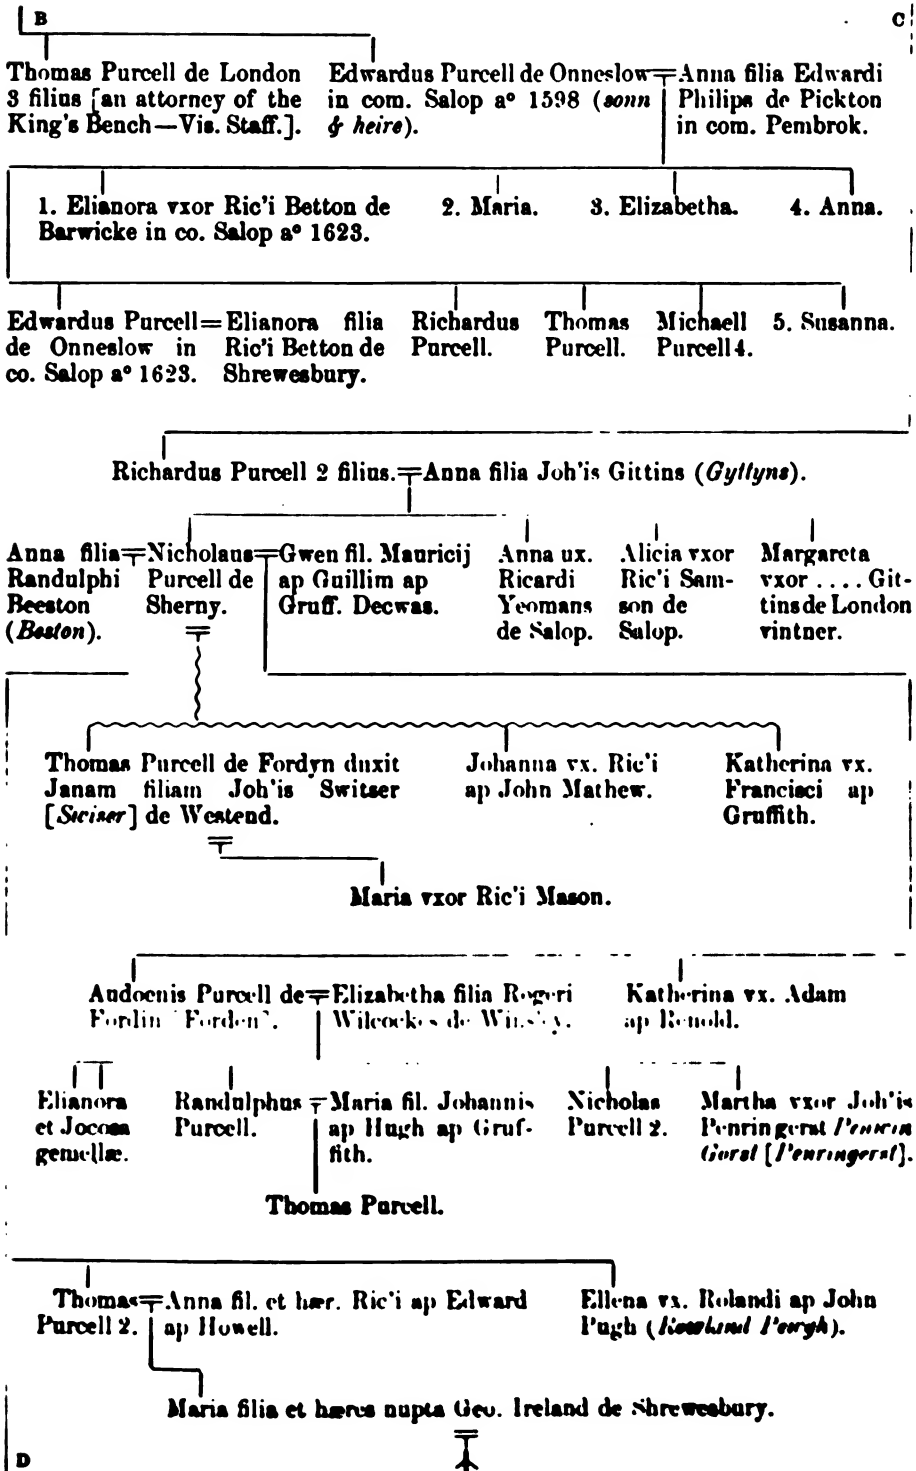 B
C
Thomas Purcell de London
3 filius [an attorney of the
King's Bench—Vis. Staff.].
Edwardus Purcell de Onneslow
in com. Salop aº 1598 (sonn
& heire).
Anna filia Edwardi
Philips de Pickton
in com. Pembrok.
1. Elianora vxor Ric'i Betton de
Barwicke in co. Salop aº 1623.
2. Maria.
3. Elizabetha.
4. Anna.
Edwardus Purcell=
de Onneslow in
co. Salop aº 1623.
Elianora filia
Ric'i Betton de
Shrewesbury.
Richardus
Purcell.
Thomas
Purcell.
Michaell
Purcell 4.
5. Susanna.
Richardus Purcell 2 filius.
Anna filia Joh'is Gittins (Gyttyns).
Anna filia
Randulphi
Beeston
(Beston).
Nicholaus
Purcell de
Sherny.
Gwen fil. Mauricij
ap Guillim ap
Gruff. Decwas.
Anna ux.
Ricardi
Yeomans
de Salop.
Alicia vxor
Ric'i Sam-
son de
Salop.
Margareta
vxor .... Git-
tins de London
vintner.
Thomas Purcell de Fordyn duxit
Janam filiam Joh'is Switser
[Swiser] de Westend.
Johanna vx. Ric'i
ap John Mathew.
Katherina vx.
Francisci ap
Gruffith.
Maria vxor Ric'i Mason.
Audoenis Purcell de
Fordin [Forden].
Elizabetha filia Rogeri
Wilcockes de
Katherina vx. Adam
ap Renold.
Elianora
et Jocosa
gemellæ.
Randulphus
Purcell.
Maria fil. Johannis
ap Hugh ap Gruf-
fith.
Nicholas
Purcell 2.
Martha vxor Joh'is
Penringerst Penrin
Gorst [Penringerst].
Thomas Purcell.
Thomas
Purcell 2.
Anna fil. et hær. Ric'i ap Edward
ap Howell.
Ellena vx. Rolandi ap John
Pugh (Rowland
Maria filia et hæres nupta Geo. Ireland de Shrewesbury.
D